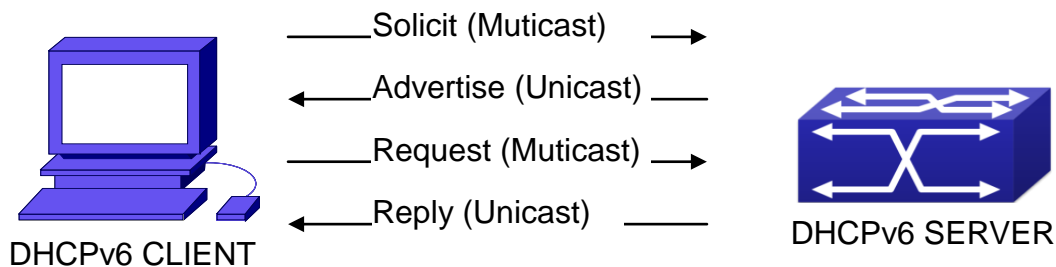 Solicit (Muticast)
Advertise (Unicast)
Request (Muticast)
Reply (Unicast)
DHCPv6 CLIENT
DHCPv6 SERVER